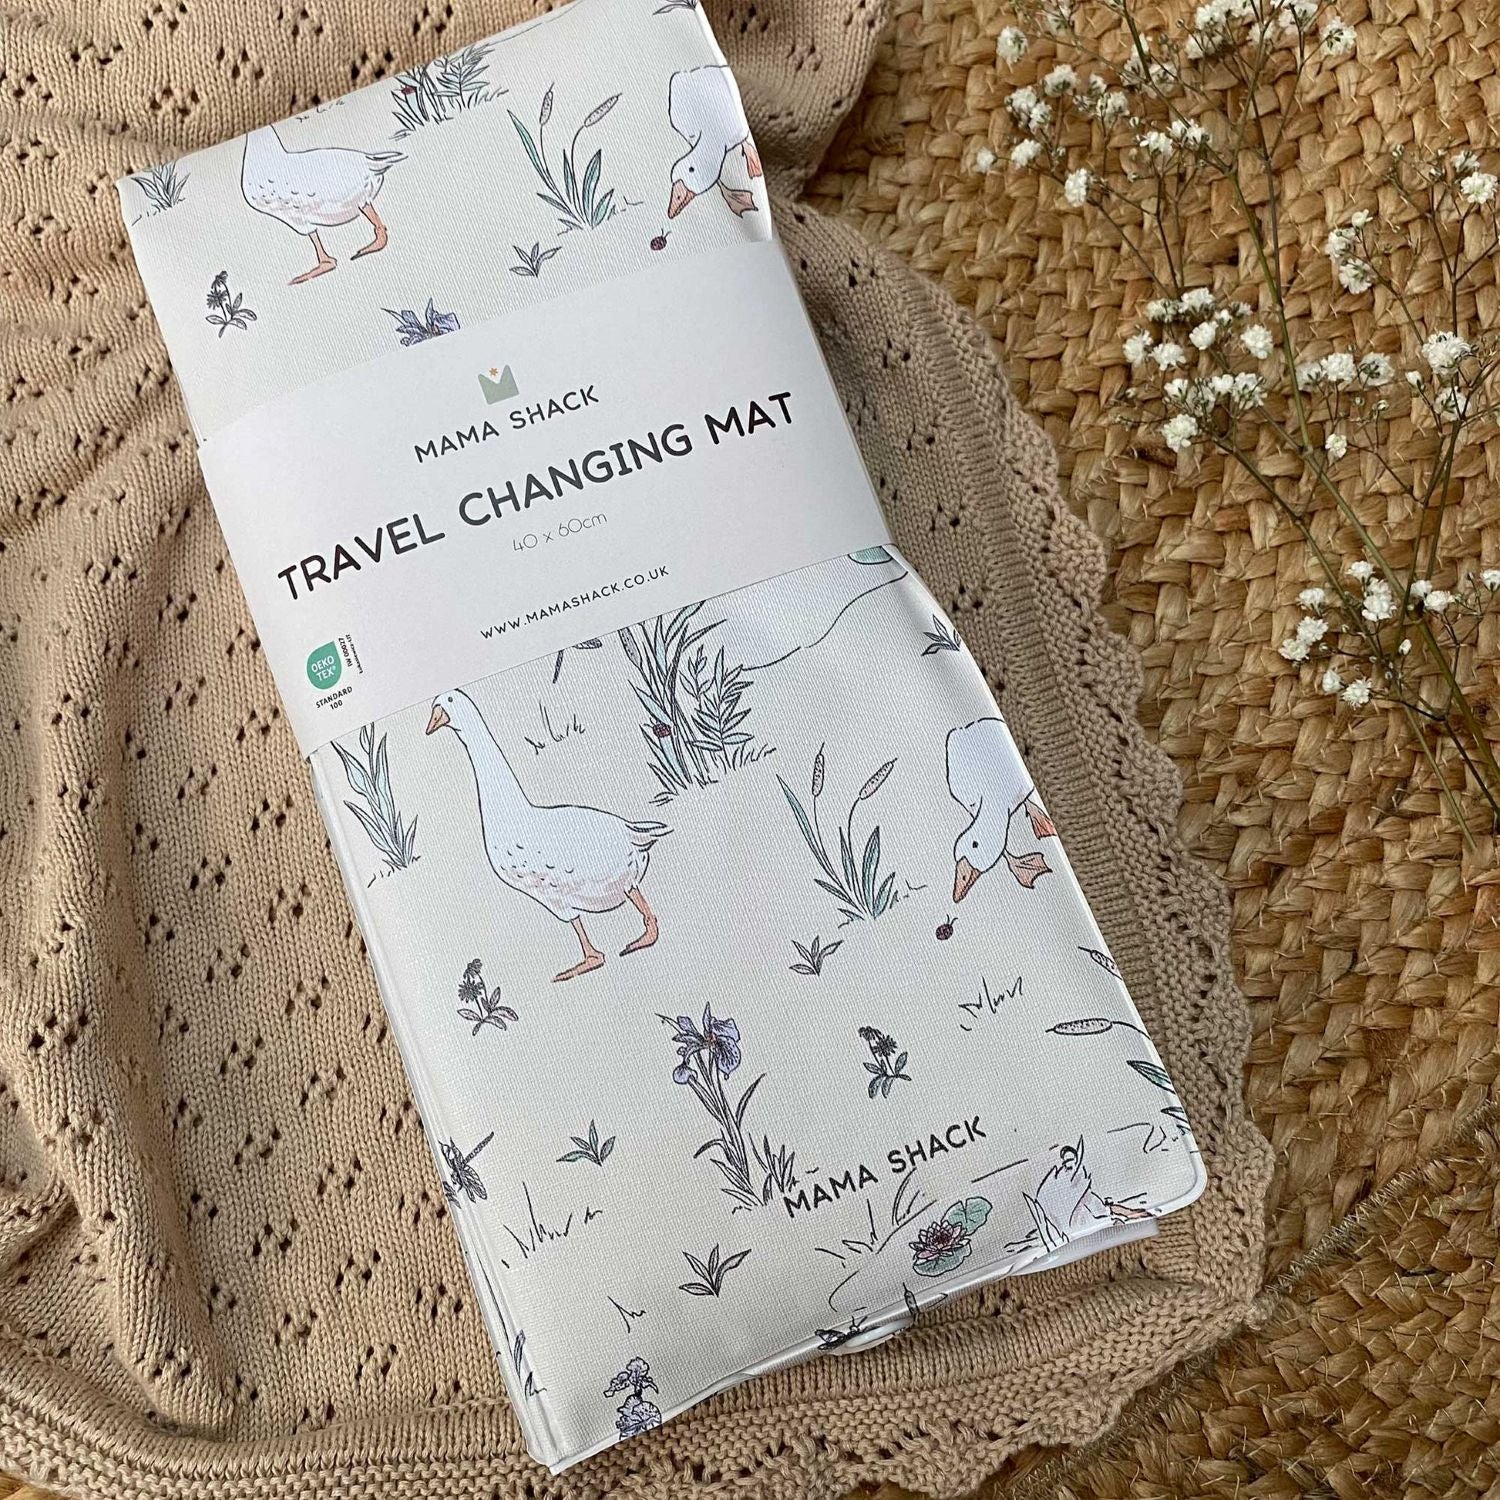 MAMA SHACK
TRAVEL CHANGING MAT
40 x 60cm
WWW.MAMASHACK.CO.UK
OEKO
TEX®
STANDARD
100
MAMA SHACK